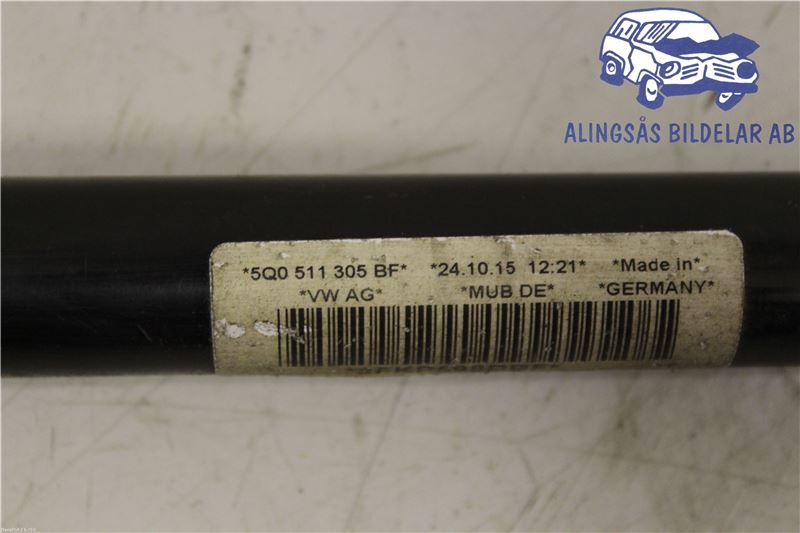 ALINGSÅS BILDELAR AB
*5Q0 511 305 BF* *24.10.15 12:21* *Made in*
*VW AG* *MUB DE* *GERMANY*